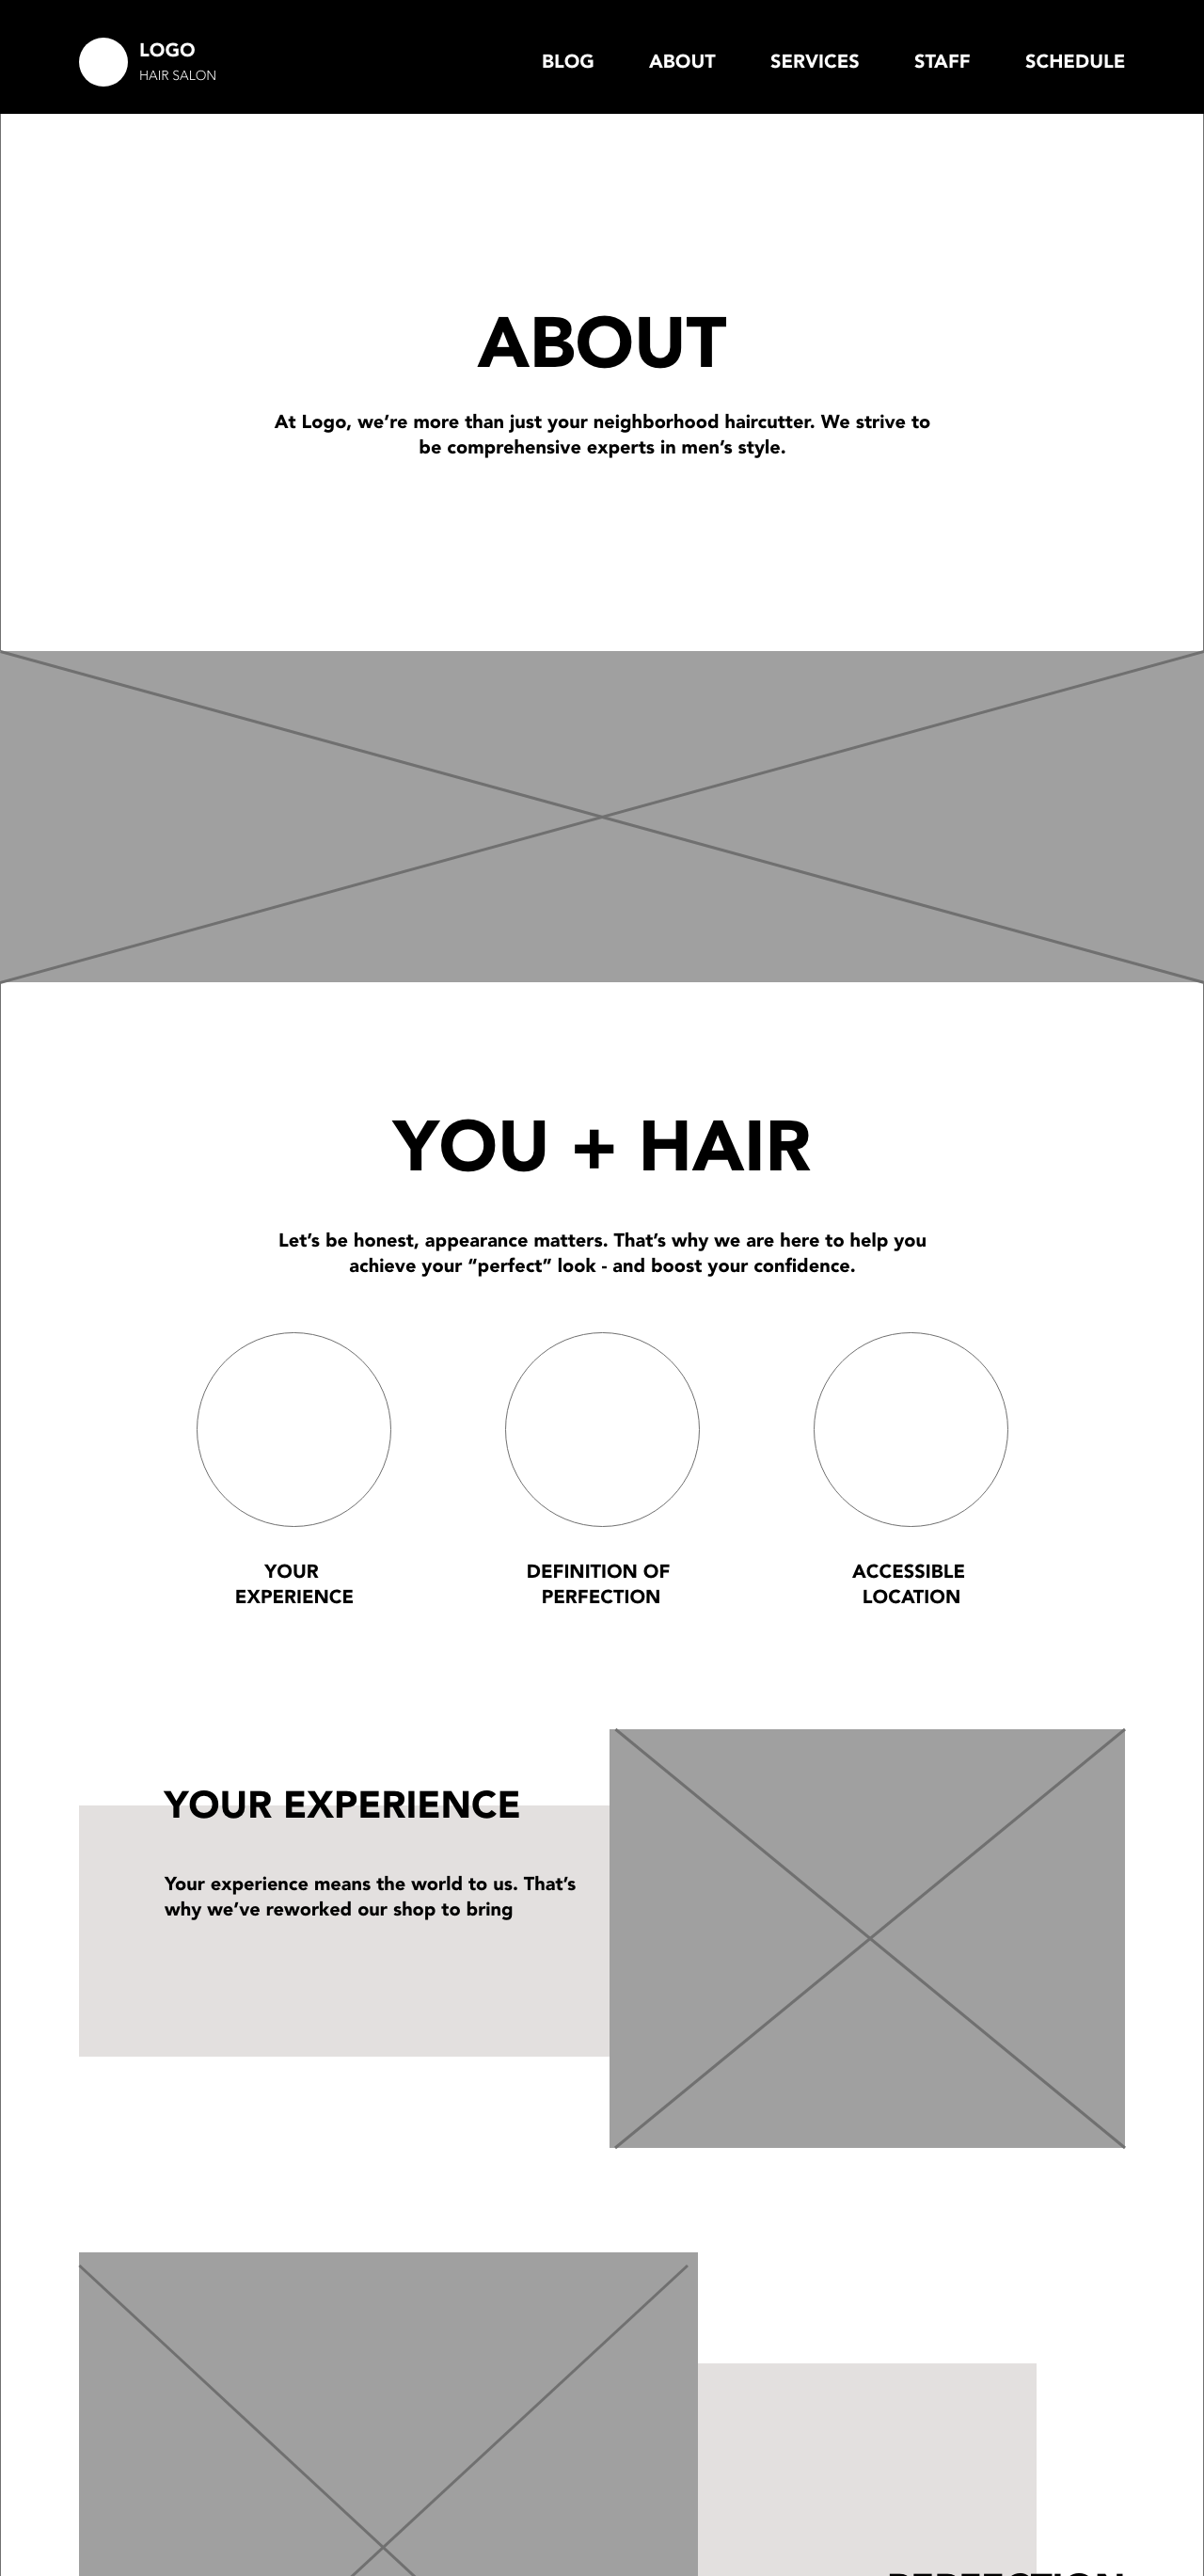 LOGO
HAIR SALON
BLOG ABOUT SERVICES STAFF SCHEDULE
ABOUT
At Logo, we’re more than just your neighborhood haircutter. We strive to
be comprehensive experts in men’s style.
YOU + HAIR
Let’s be honest, appearance matters. That’s why we are here to help you
achieve your “perfect” look - and boost your confidence.
YOUR
EXPERIENCE
DEFINITION OF
PERFECTION
ACCESSIBLE
LOCATION
YOUR EXPERIENCE
Your experience means the world to us. That’s
why we’ve reworked our shop to bring